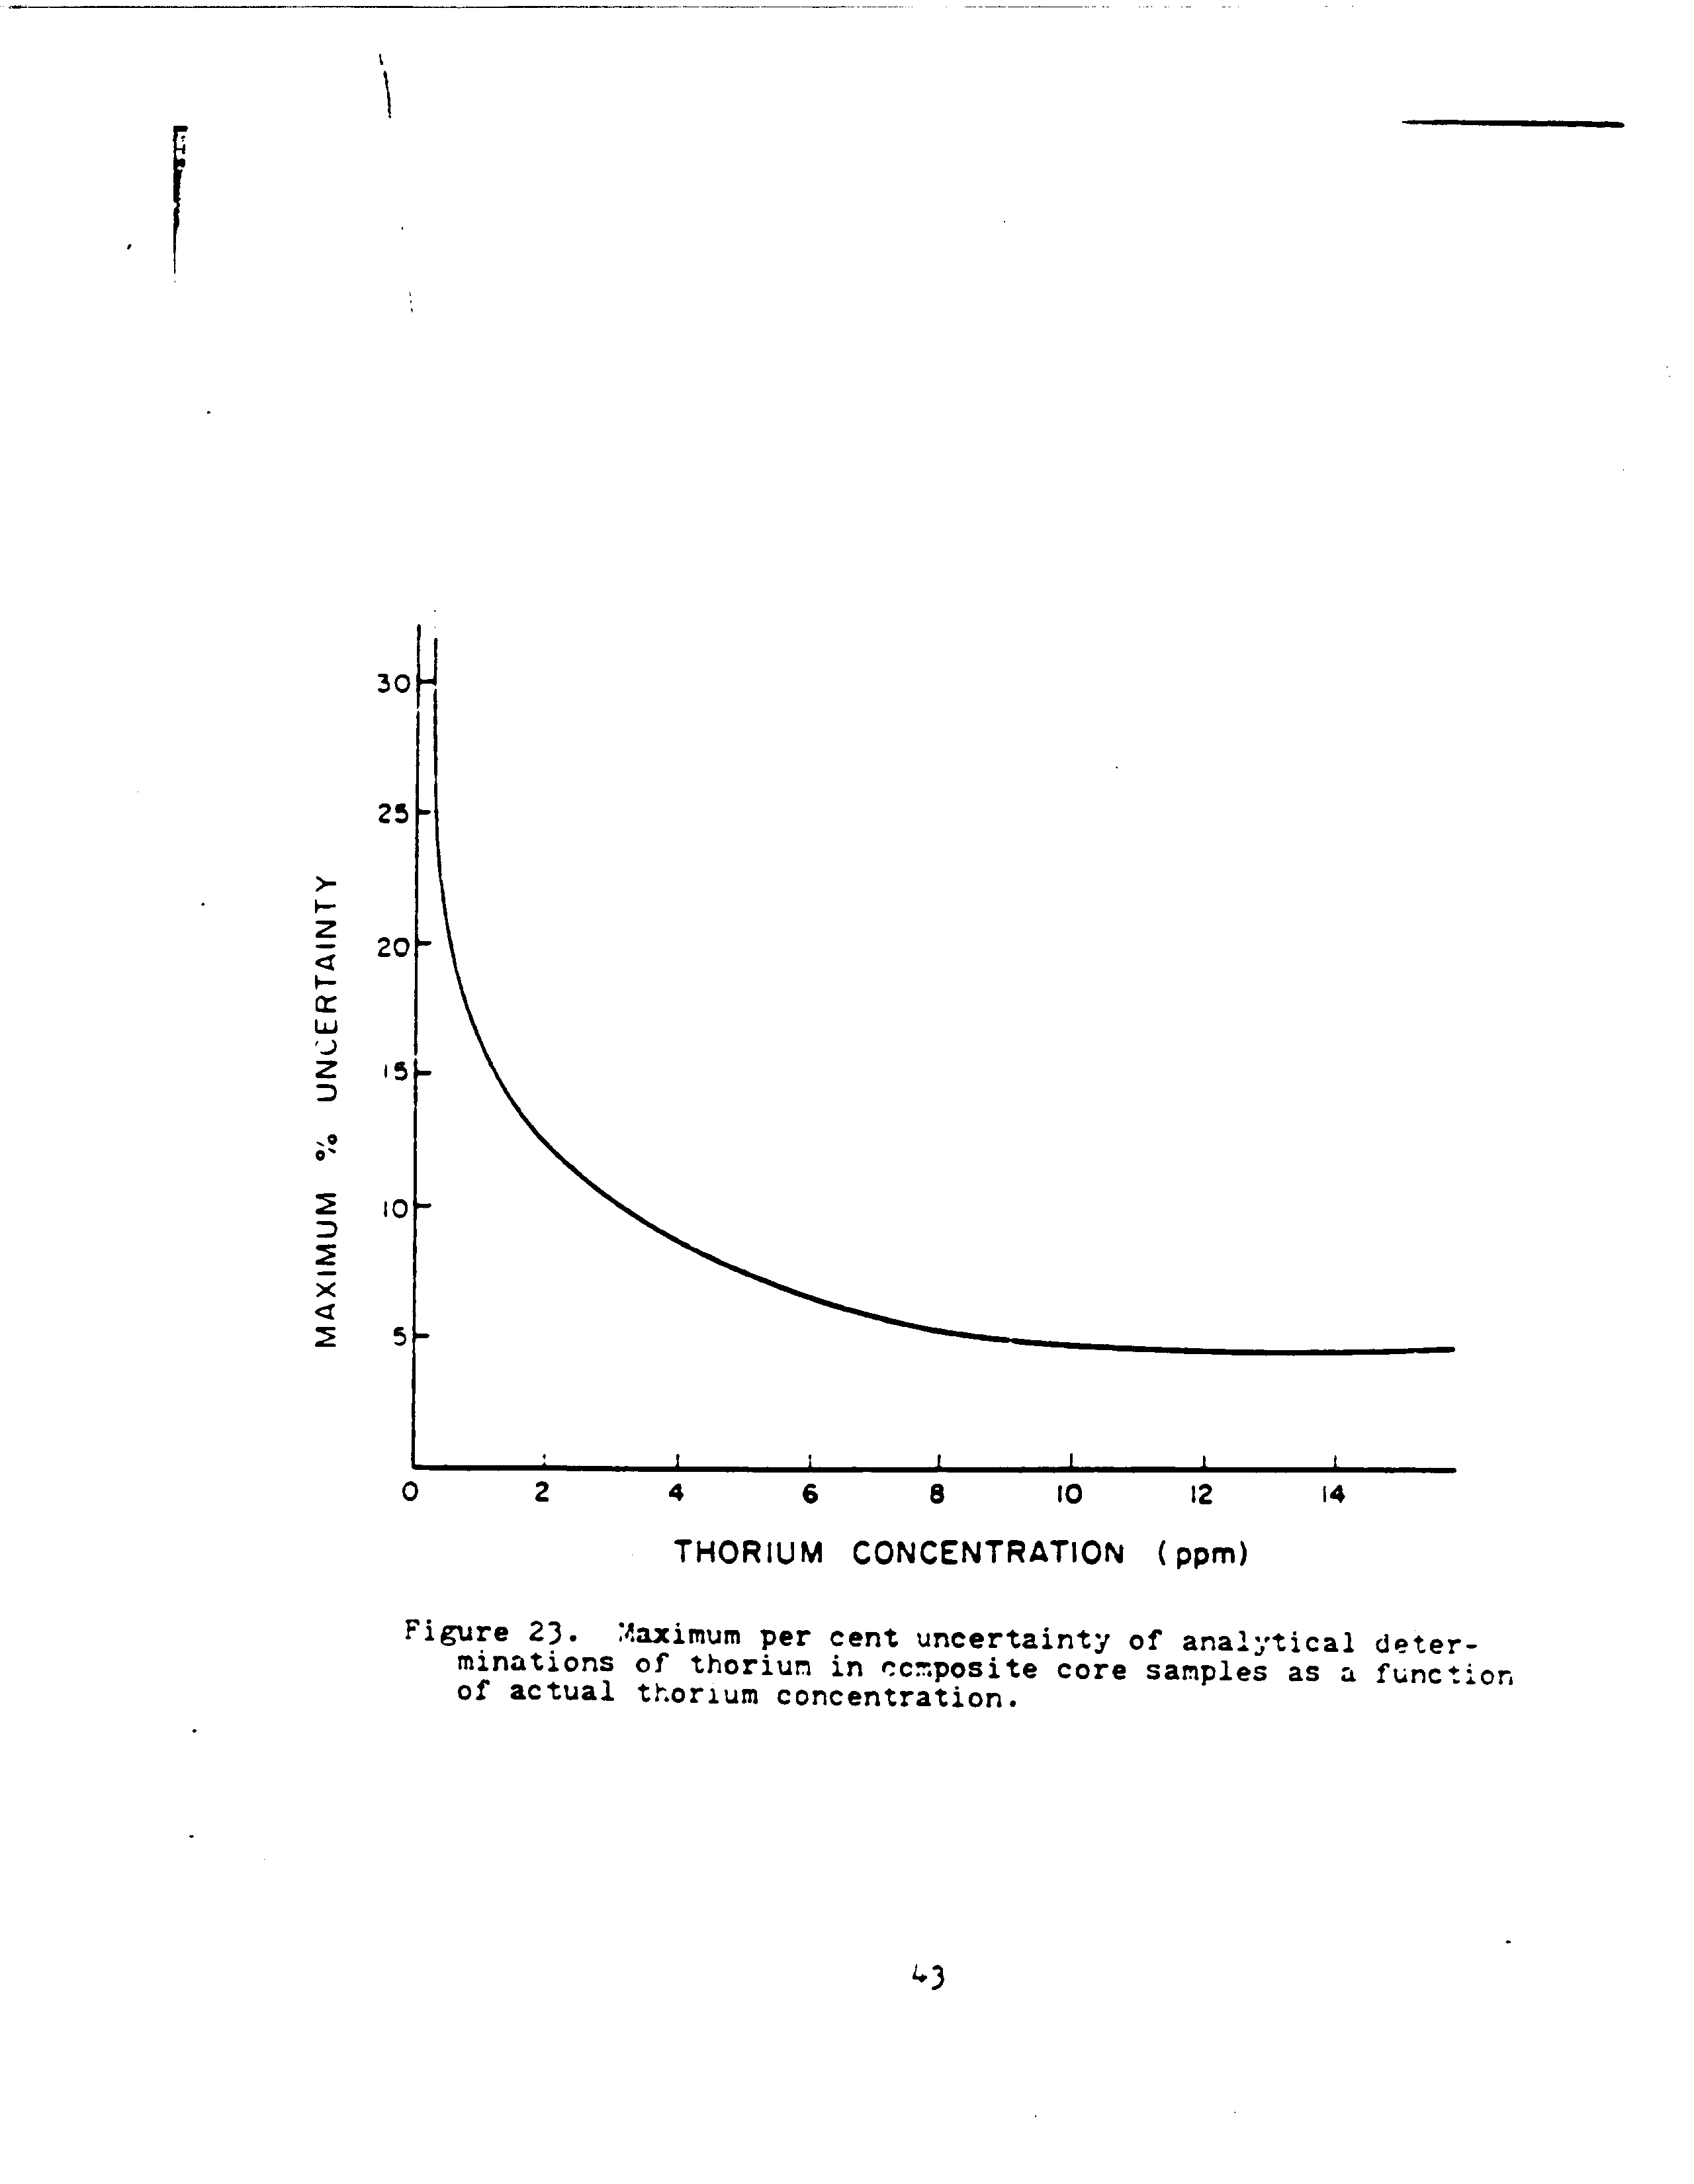 30
25
20
15
10
5
MAXIMUM % UNCERTAINTY
0 2 4 6 8 10 12 14
THORIUM CONCENTRATION (ppm)
Figure 23. Maximum per cent uncertainty of analytical deter-
minations of thorium in composite core samples as a function
of actual thorium concentration.
43